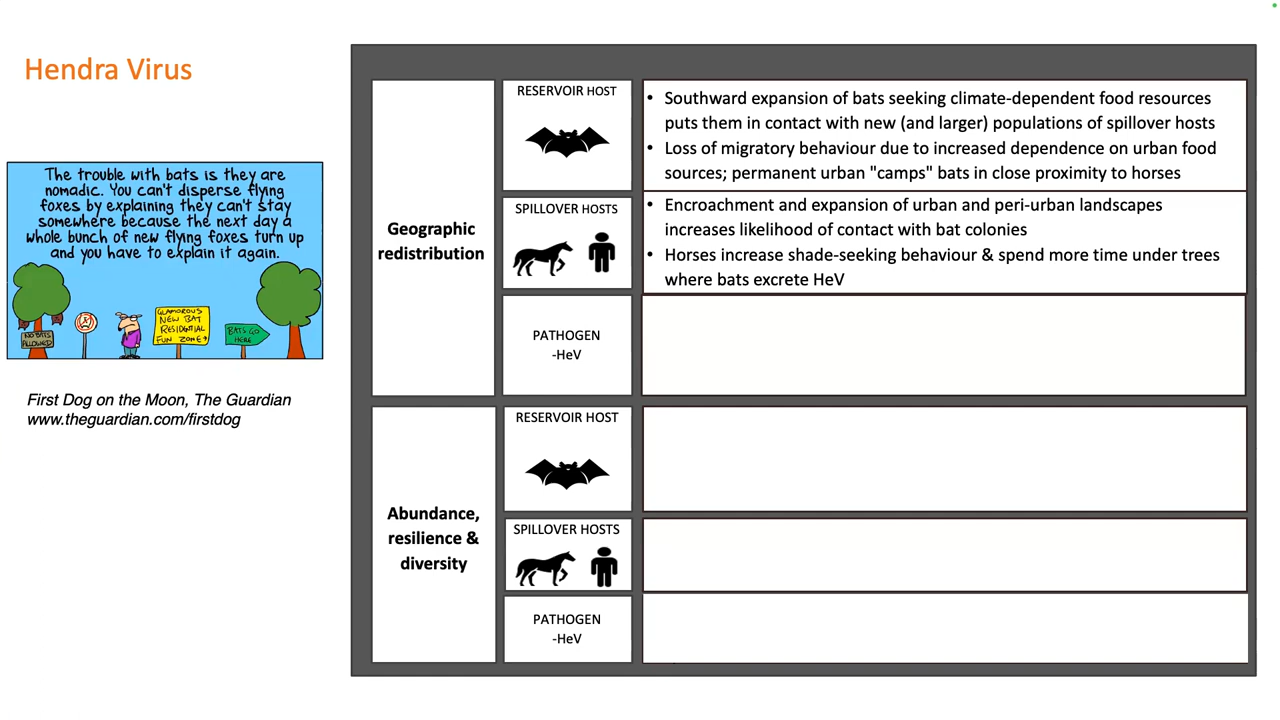 Hendra Virus
The trouble with bats is they are
nomadic. You can't disperse flying
foxes by explaining they can't stay
somewhere because the next day a
whole bunch of new flying foxes turn up
and you have to explain it again.
NO BATS
ALLOWED
GLAMOROUS
NEW BAT
RESIDENTIAL
FUN ZONE
BATS GO
HERE
First Dog on the Moon, The Guardian
www.theguardian.com/firstdog
Geographic
redistribution
RESERVOIR HOST
• Southward expansion of bats seeking climate-dependent food resources
puts them in contact with new (and larger) populations of spillover hosts
• Loss of migratory behaviour due to increased dependence on urban food
sources; permanent urban "camps" bats in close proximity to horses
SPILLOVER HOSTS
• Encroachment and expansion of urban and peri-urban landscapes
increases likelihood of contact with bat colonies
• Horses increase shade-seeking behaviour & spend more time under trees
where bats excrete HeV
PATHOGEN
-HeV
Abundance,
resilience &
diversity
RESERVOIR HOST
SPILLOVER HOSTS
PATHOGEN
-HeV